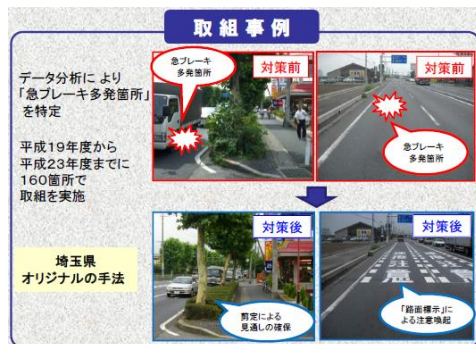 取組事例
データ分析により
「急ブレーキ多発箇所」
を特定
平成19年度から
平成23年度までに
160箇所で
取組を実施
埼玉県
オリジナルの手法
急ブレーキ
多発箇所
対策前
対策前
急ブレーキ
多発箇所
対策後
剪定による
見通しの確保
対策後
「路面標示」に
よる注意喚起